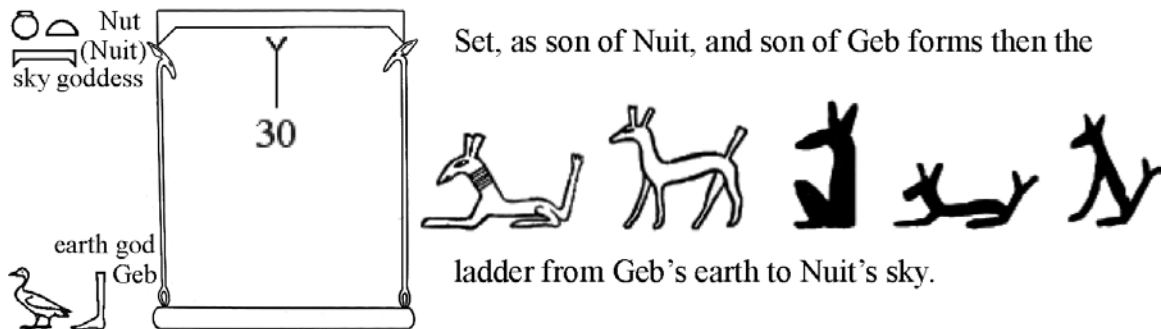 Nut
(Nuit)
sky goddess
Set, as son of Nuit, and son of Geb forms then the
30
earth god
Geb
ladder from Geb’s earth to Nuit’s sky.